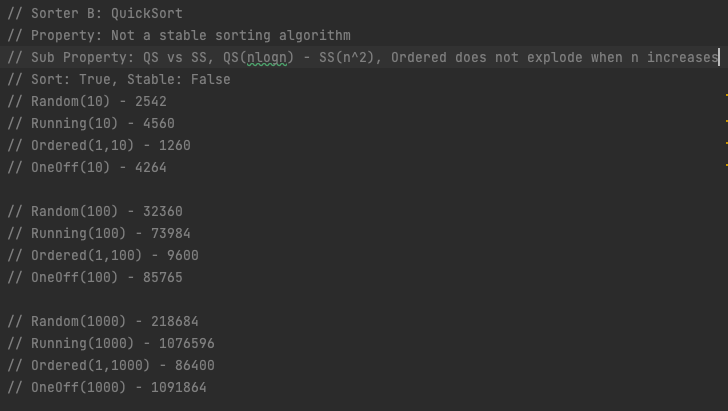 // Sorter B: QuickSort
// Property: Not a stable sorting algorithm
// Sub Property: QS vs SS, QS(nlogn) - SS(n^2), Ordered does not explode when n increases
// Sort: True, Stable: False
// Random(10) - 2542
// Running(10) - 4560
// Ordered(1,10) - 1260
// OneOff(10) - 4264
// Random(100) - 32360
// Running(100) - 73984
// Ordered(1,100) - 9600
// OneOff(100) - 85765
// Random(1000) - 218684
// Running(1000) - 1076596
// Ordered(1,1000) - 86400
// OneOff(1000) - 1091864